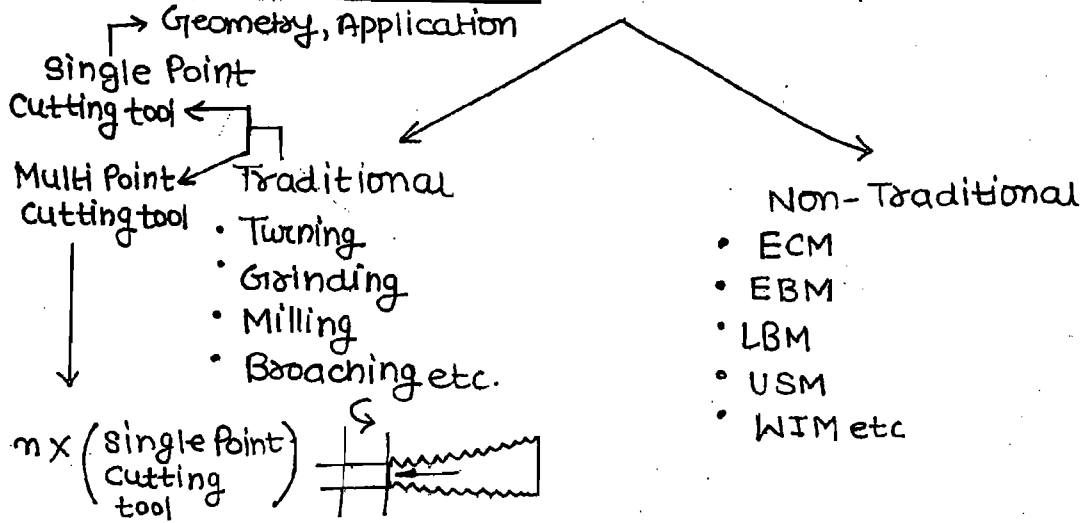 Geometry, Application
Single Point
Cutting tool
Multi Point
Cutting tool
Traditional
• Turning
• Grinding
• Milling
• Broaching etc.
n x (Single Point
Cutting
tool)
Non-Traditional
• ECM
• EBM
• LBM
• USM
• WIM etc